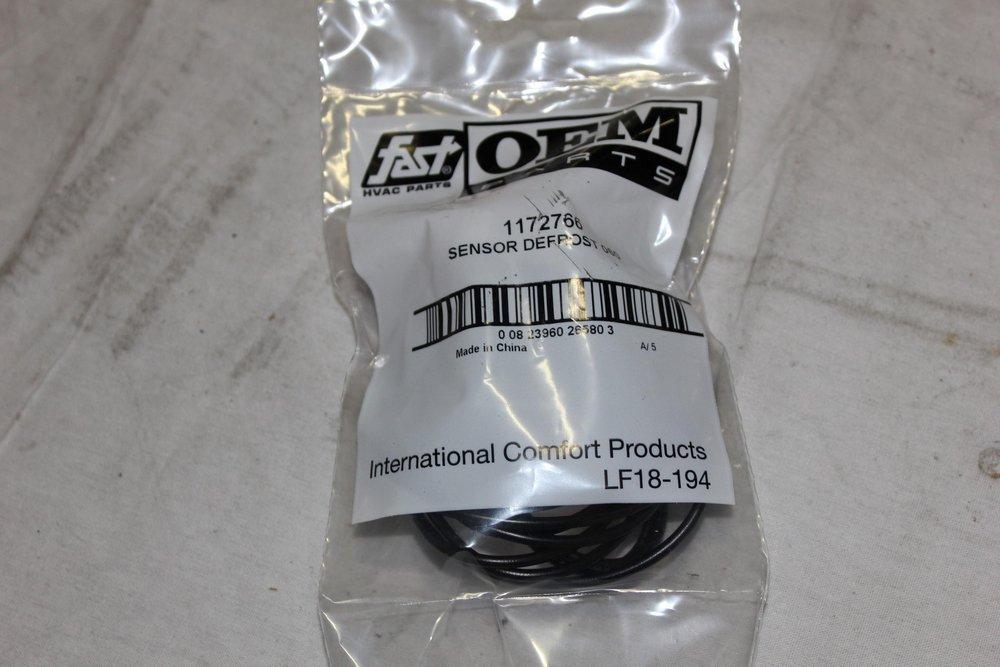 fast®
HVAC PARTS
OEM
PARTS
1172766
SENSOR DEFROST
0 08 23960 26580 3
Made in China
A/ 5
International Comfort Products
LF18-194